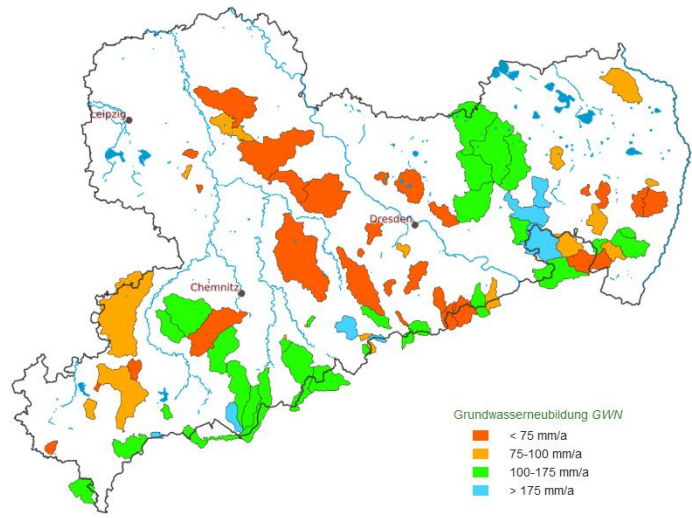 Leipzig
Dresden
Chemnitz
Grundwasserneubildung GWN
< 75 mm/a
75-100 mm/a
100-175 mm/a
> 175 mm/a